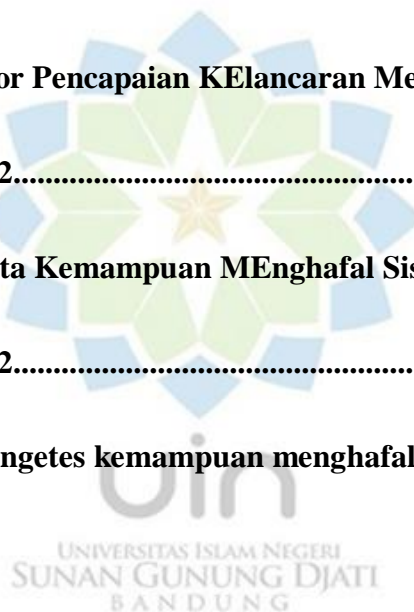 or Pencapaian KElancaran Me
2..................................................
ta Kemampuan MEnghafal Sis
2..................................................
ngetes kemampuan menghafal
uin
UNIVERSITAS ISLAM NEGERI
SUNAN GUNUNG DJATI
BANDUNG